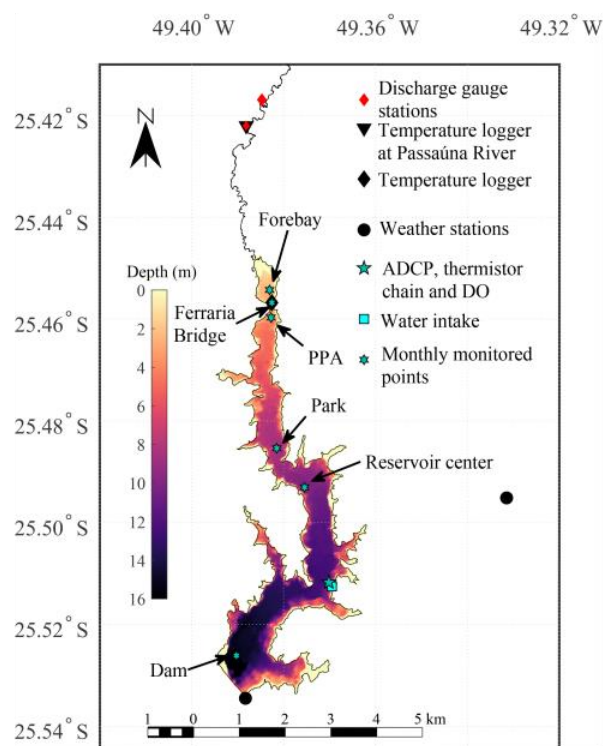 49.40° W 49.36° W 49.32° W
25.42° S
25.44° S
25.46° S
25.48° S
25.50° S
25.52° S
25.54° S
N
Discharge gauge
stations
Temperature logger
at Passaúna River
Temperature logger
Weather stations
ADCP, thermistor
chain and DO
Water intake
Monthly monitored
points
Depth (m)
0
2
4
6
8
10
12
14
16
Forebay
Ferraria
Bridge
PPA
Park
Reservoir center
Dam
1 0 1 2 3 4 5 km